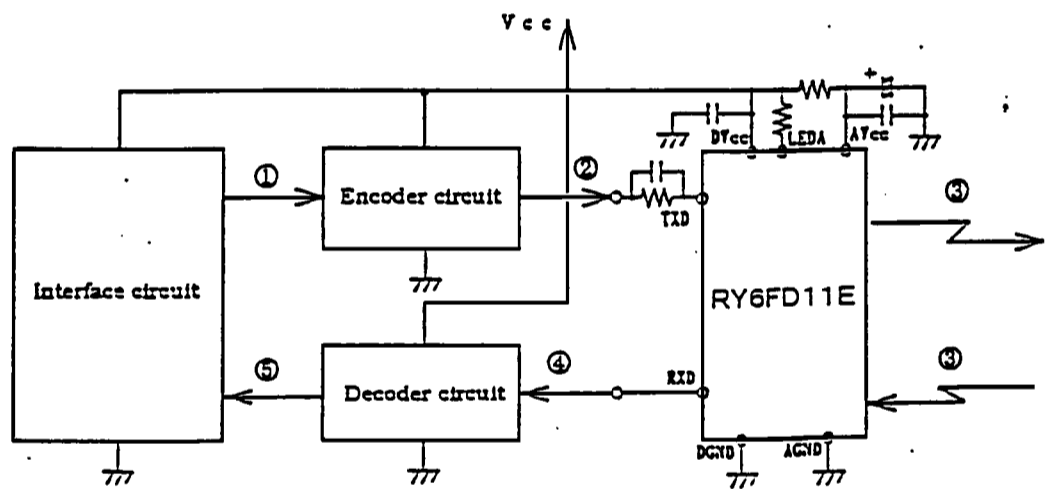 Vcc
+
DVcc
LEDA
AVcc
①
Encoder circuit
②
TXD
③
Interface circuit
RY6FD11E
⑤
Decoder circuit
④
RXD
③
DGND
AGND